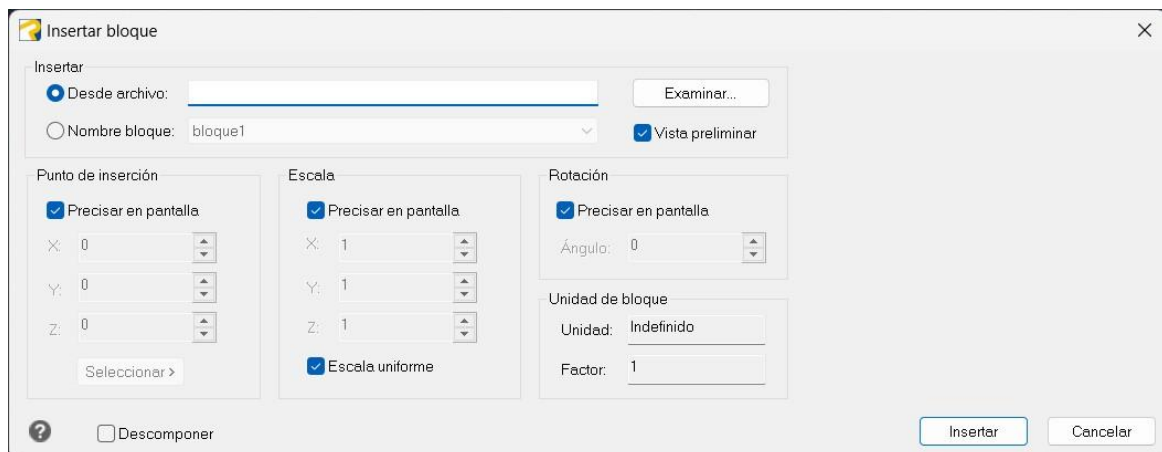 Insertar bloque
Insertar
Desde archivo:
Examinar...
Nombre bloque: bloque1
Vista preliminar
Punto de inserción
Precisar en pantalla
X: 0
Y: 0
Z: 0
Seleccionar >
Escala
Precisar en pantalla
X: 1
Y: 1
Z: 1
Escala uniforme
Rotación
Precisar en pantalla
Ángulo: 0
Unidad de bloque
Unidad: Indefinido
Factor: 1
?
Descomponer
Insertar
Cancelar